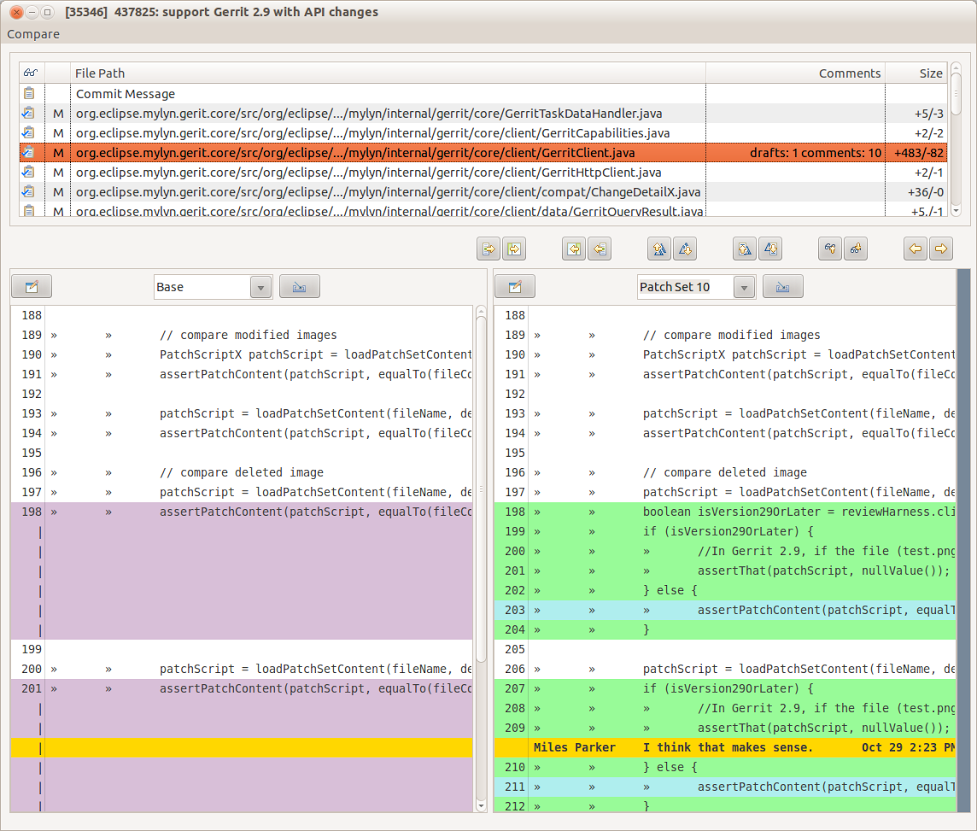 [35346] 437825: support Gerrit 2.9 with API changes
Compare
File Path Comments Size
Commit Message
M org.eclipse.mylyn.gerit.core/src/org/eclipse/.../mylyn/internal/gerrit/core/GerritTaskDataHandler.java +5/-3
M org.eclipse.mylyn.gerit.core/src/org/eclipse/.../mylyn/internal/gerrit/core/client/GerritCapabilities.java +2/-2
M org.eclipse.mylyn.gerit.core/src/org/eclipse/.../mylyn/internal/gerrit/core/client/GerritClient.java drafts: 1 comments: 10 +483/-82
M org.eclipse.mylyn.gerit.core/src/org/eclipse/.../mylyn/internal/gerrit/core/client/GerritHttpClient.java +2/-1
M org.eclipse.mylyn.gerit.core/src/org/eclipse/.../mylyn/internal/gerrit/core/client/compat/ChangeDetailX.java +36/-0
M org.eclipse.mylyn.gerit.core/src/org/eclipse/.../mylyn/internal/gerrit/core/client/data/GerritQueryResult.java +5/-1
Base
188
189 » » // compare modified images
190 » » PatchScriptX patchScript = loadPatchSetContent
191 » » assertPatchContent(patchScript, equalTo(fileCo
192
193 » » patchScript = loadPatchSetContent(fileName, de
194 » » assertPatchContent(patchScript, equalTo(fileCo
195
196 » » // compare deleted image
197 » » patchScript = loadPatchSetContent(fileName, de
198 » » assertPatchContent(patchScript, equalTo(fileCo
199
200 » » patchScript = loadPatchSetContent(fileName, de
201 » » assertPatchContent(patchScript, equalTo(fileCo
Patch Set 10
188
189 » » // compare modified images
190 » » PatchScriptX patchScript = loadPatchSetContent
191 » » assertPatchContent(patchScript, equalTo(fileCo
192
193 » » patchScript = loadPatchSetContent(fileName, de
194 » » assertPatchContent(patchScript, equalTo(fileCo
195
196 » » // compare deleted image
197 » » patchScript = loadPatchSetContent(fileName, de
198 » » boolean isVersion29OrLater = reviewHarness.cli
199 » » if (isVersion29OrLater) {
200 » » » //In Gerrit 2.9, if the file (test.png
201 » » » assertThat(patchScript, nullValue());
202 » » } else {
203 » » » assertPatchContent(patchScript, equalT
204 » » }
205
206 » » patchScript = loadPatchSetContent(fileName, de
207 » » if (isVersion29OrLater) {
208 » » » //In Gerrit 2.9, if the file (test.png
209 » » » assertThat(patchScript, nullValue());
Miles Parker I think that makes sense. Oct 29 2:23 PM
210 » » } else {
211 » » » assertPatchContent(patchScript, equalT
212 » » }